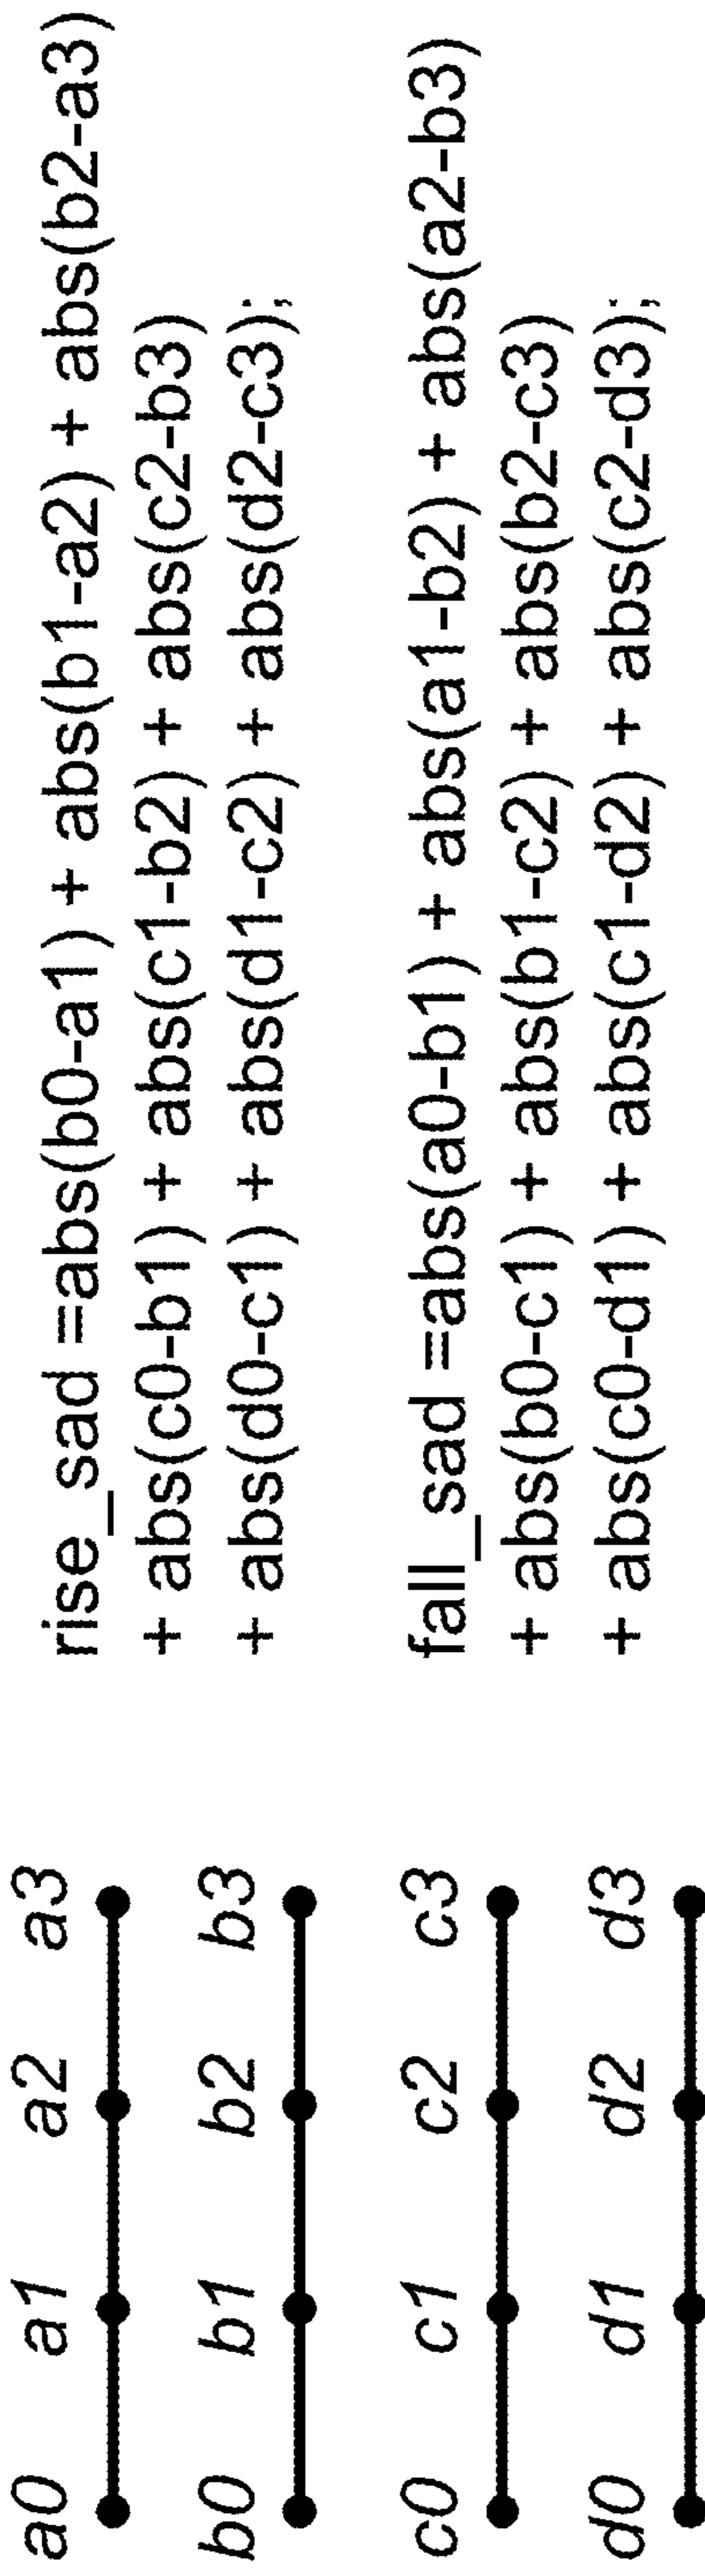 a0 a1 a2 a3
b0 b1 b2 b3
c0 c1 c2 c3
d0 d1 d2 d3
rise_sad =abs(b0-a1) + abs(b1-a2) + abs(b2-a3)
+ abs(c0-b1) + abs(c1-b2) + abs(c2-b3)
+ abs(d0-c1) + abs(d1-c2) + abs(d2-c3);
fall_sad =abs(a0-b1) + abs(a1-b2) + abs(a2-b3)
+ abs(b0-c1) + abs(b1-c2) + abs(b2-c3)
+ abs(c0-d1) + abs(c1-d2) + abs(c2-d3);